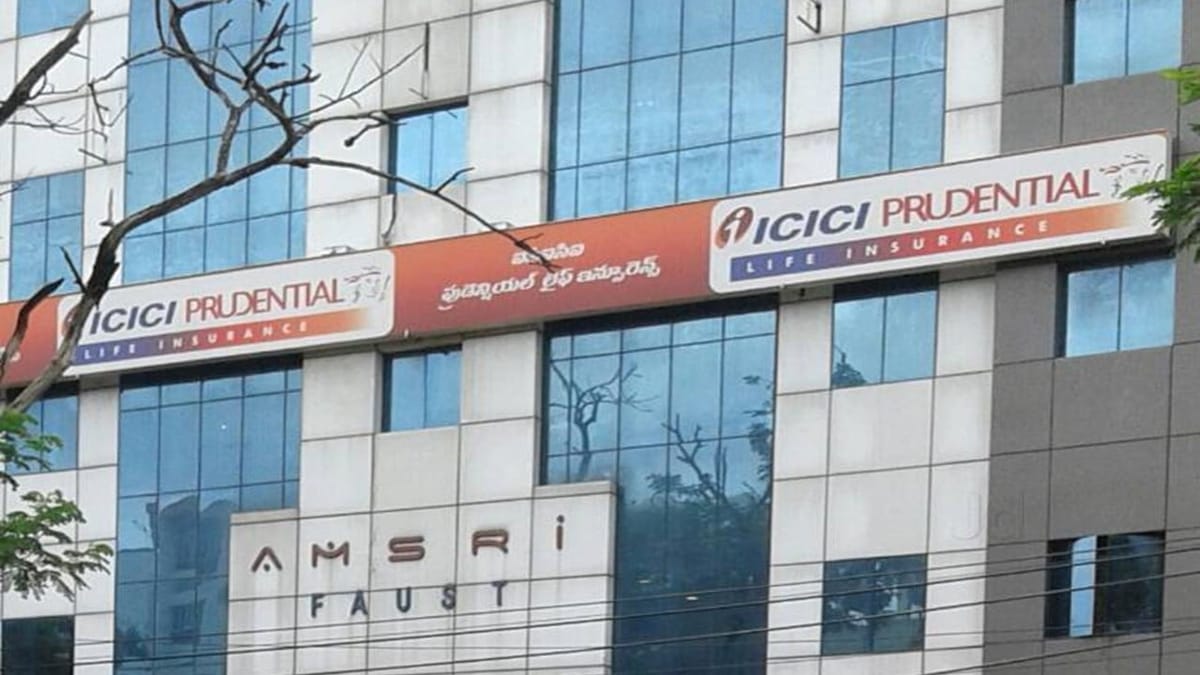 ICICI PRUDENTIAL
LIFE INSURANCE
ప్రుడెన్షియల్ లైఫ్ ఇన్సూరెన్స్
ICICI PRUDENTIAL
LIFE INSURANCE
AMSRI
FAUST